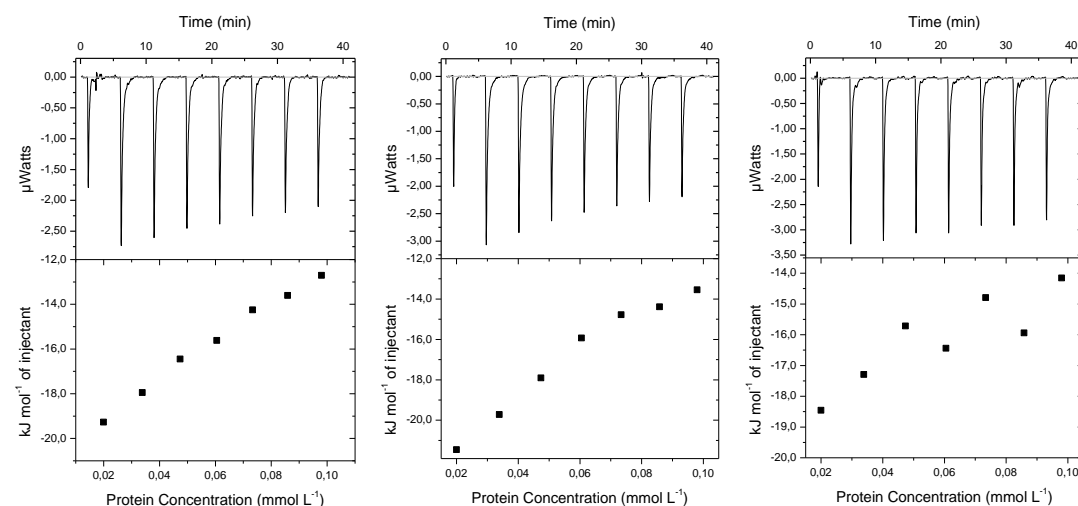 Time (min)
0 10 20 30 40
0,00
-0,50
-1,00
-1,50
-2,00
-2,50
µWatts
-12,0
-14,0
-16,0
-18,0
-20,0
kJ mol-1 of injectant
0,02 0,04 0,06 0,08 0,10
Protein Concentration (mmol L-1)
Time (min)
0 10 20 30 40
0,00
-0,50
-1,00
-1,50
-2,00
-2,50
-3,00
µWatts
-12,0
-14,0
-16,0
-18,0
-20,0
kJ mol-1 of injectant
0,02 0,04 0,06 0,08 0,10
Protein Concentration (mmol L-1)
Time (min)
0 10 20 30 40
0,00
-0,50
-1,00
-1,50
-2,00
-2,50
-3,00
-3,50
µWatts
-14,0
-15,0
-16,0
-17,0
-18,0
-19,0
-20,0
kJ mol-1 of injectant
0,02 0,04 0,06 0,08 0,10
Protein Concentration (mmol L-1)